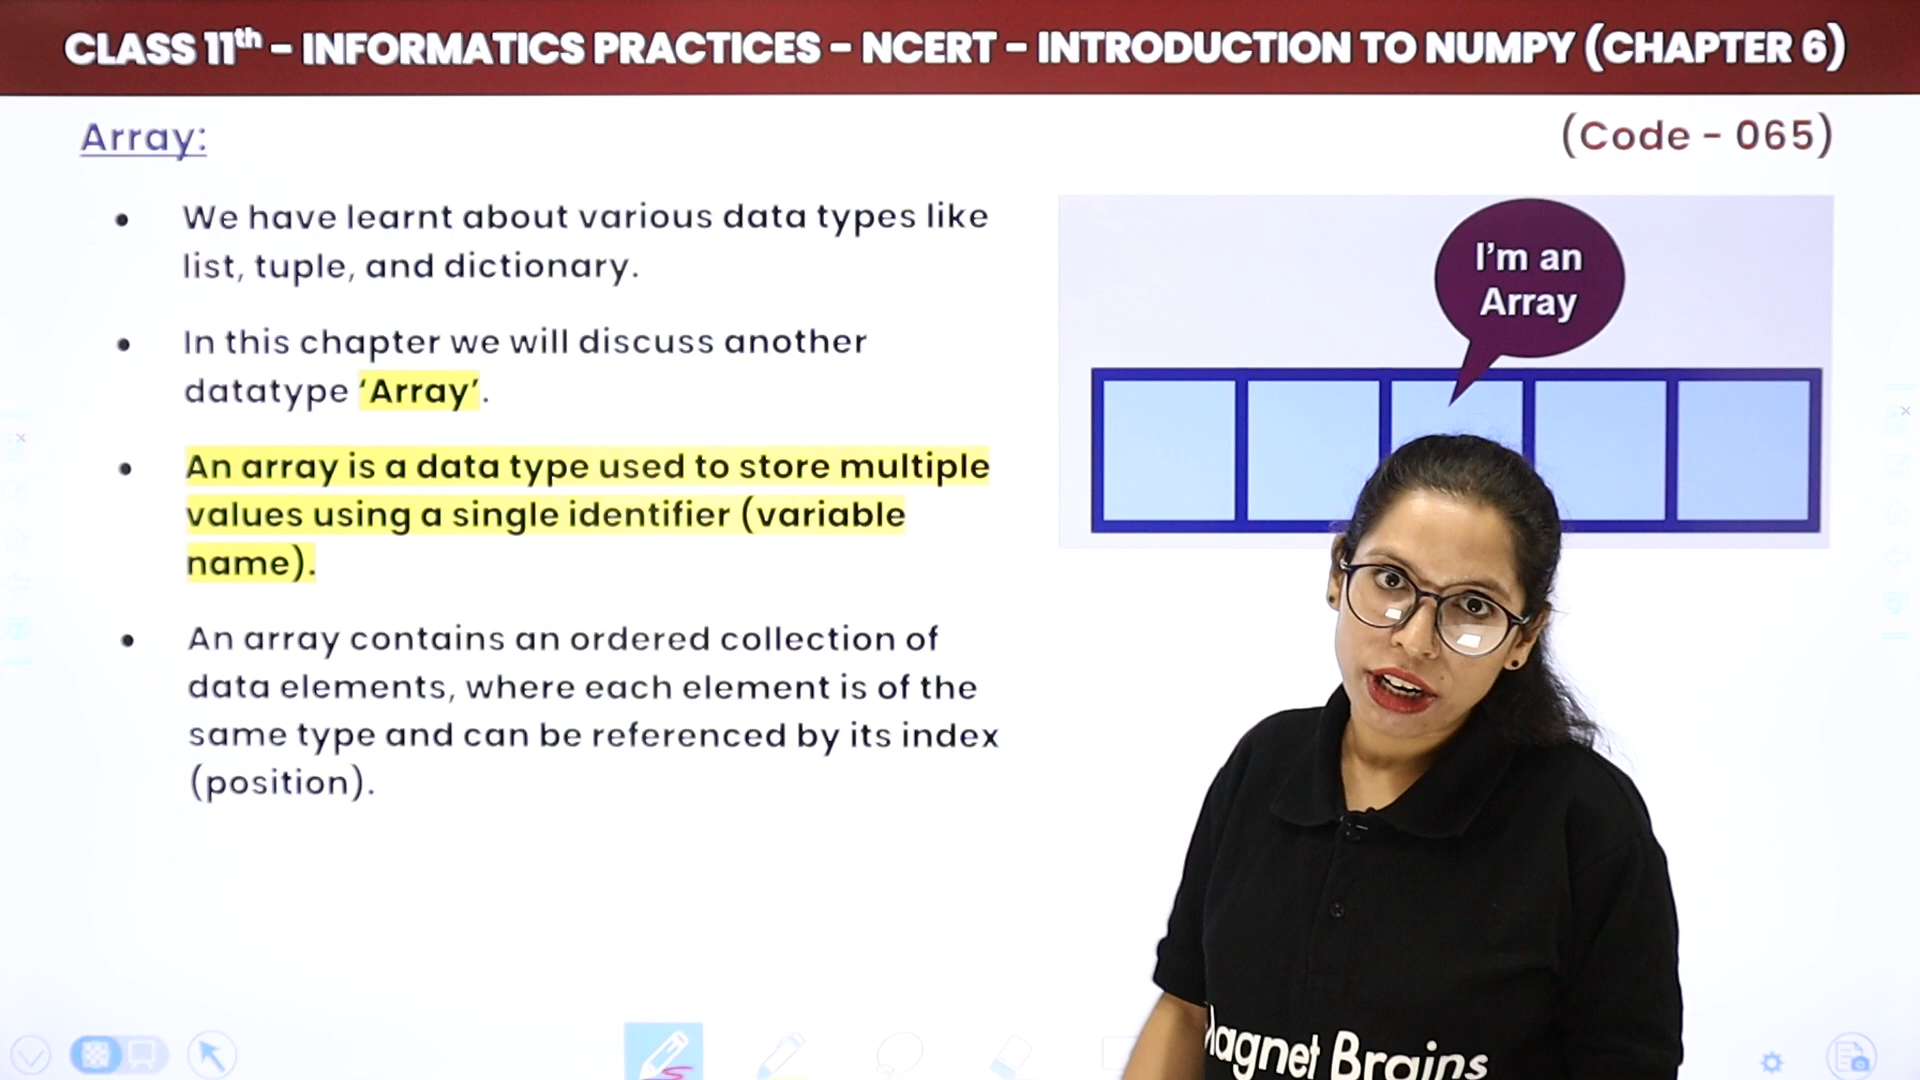 CLASS 11th – INFORMATICS PRACTICES – NCERT – INTRODUCTION TO NUMPY (CHAPTER 6)
Array:
(Code - 065)
• We have learnt about various data types like
list, tuple, and dictionary.
• In this chapter we will discuss another
datatype ‘Array’.
• An array is a data type used to store multiple
values using a single identifier (variable
name).
• An array contains an ordered collection of
data elements, where each element is of the
same type and can be referenced by its index
(position).
I’m an
Array
Magnet Brains